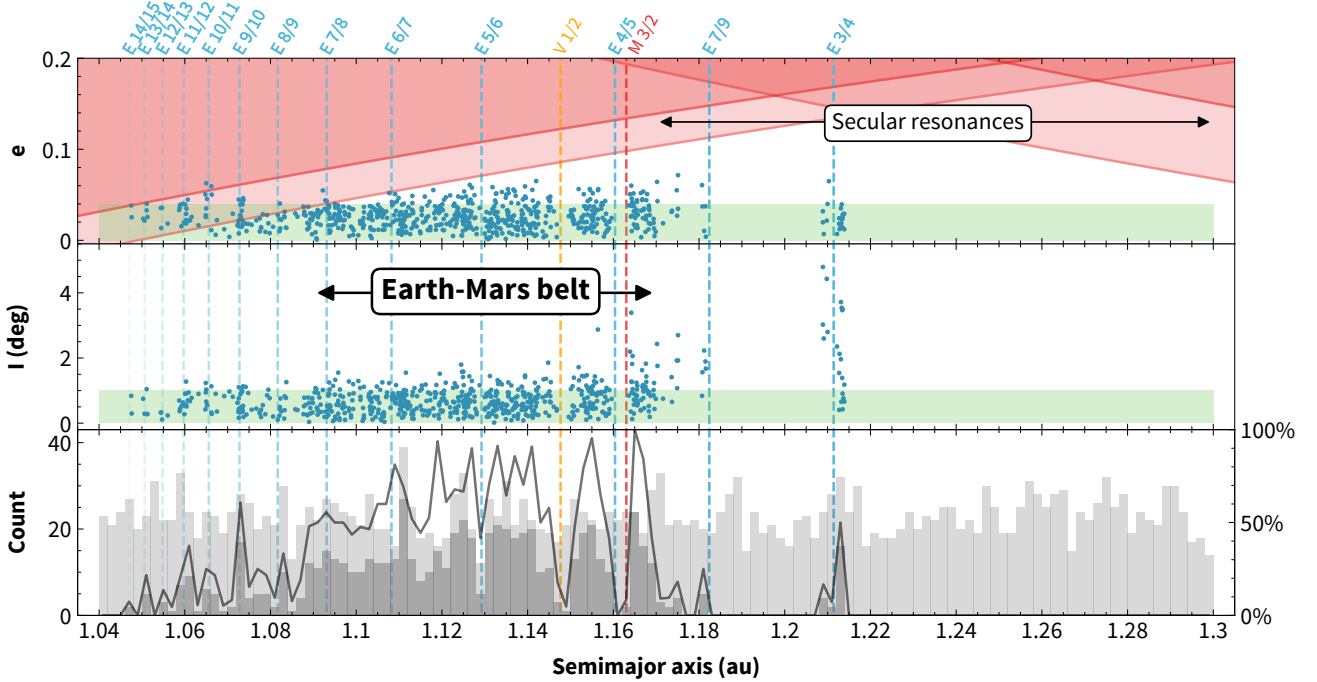 E 14/15
E 13/14
E 12/13
E 11/12
E 10/11
E 9/10
E 8/9
E 7/8
E 6/7
E 5/6
V 1/2
E 4/5
M 3/2
E 7/9
E 3/4
0.2
0.1
0
e
Secular resonances
4
2
0
I (deg)
Earth-Mars belt
40
20
0
Count
100%
50%
0%
1.04 1.06 1.08 1.1 1.12 1.14 1.16 1.18 1.2 1.22 1.24 1.26 1.28 1.3
Semimajor axis (au)